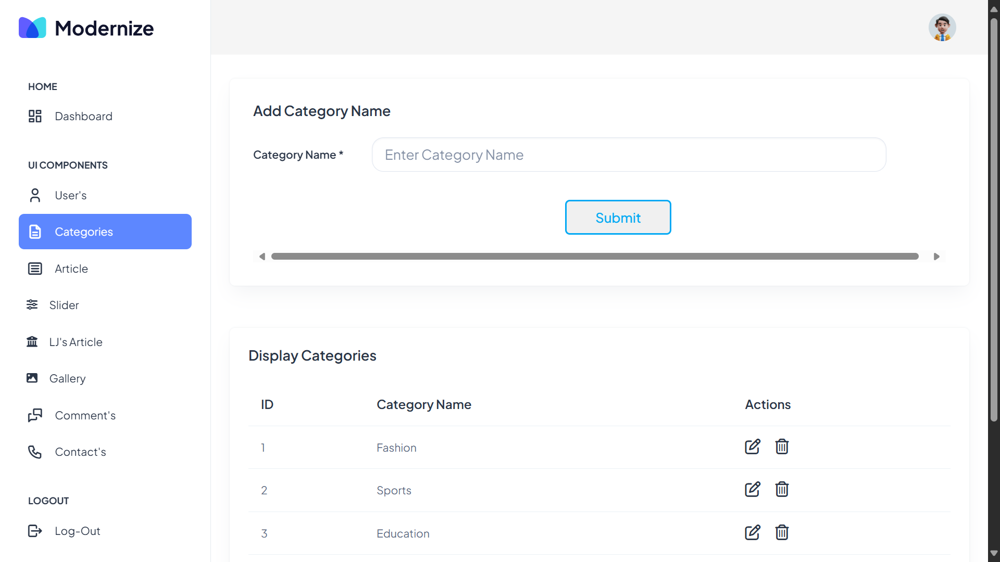 Modernize
HOME
Dashboard
UI COMPONENTS
User's
Categories
Article
Slider
LJ's Article
Gallery
Comment's
Contact's
LOGOUT
Log-Out
Add Category Name
Category Name *
Enter Category Name
Submit
Display Categories
ID Category Name Actions
1 Fashion
2 Sports
3 Education